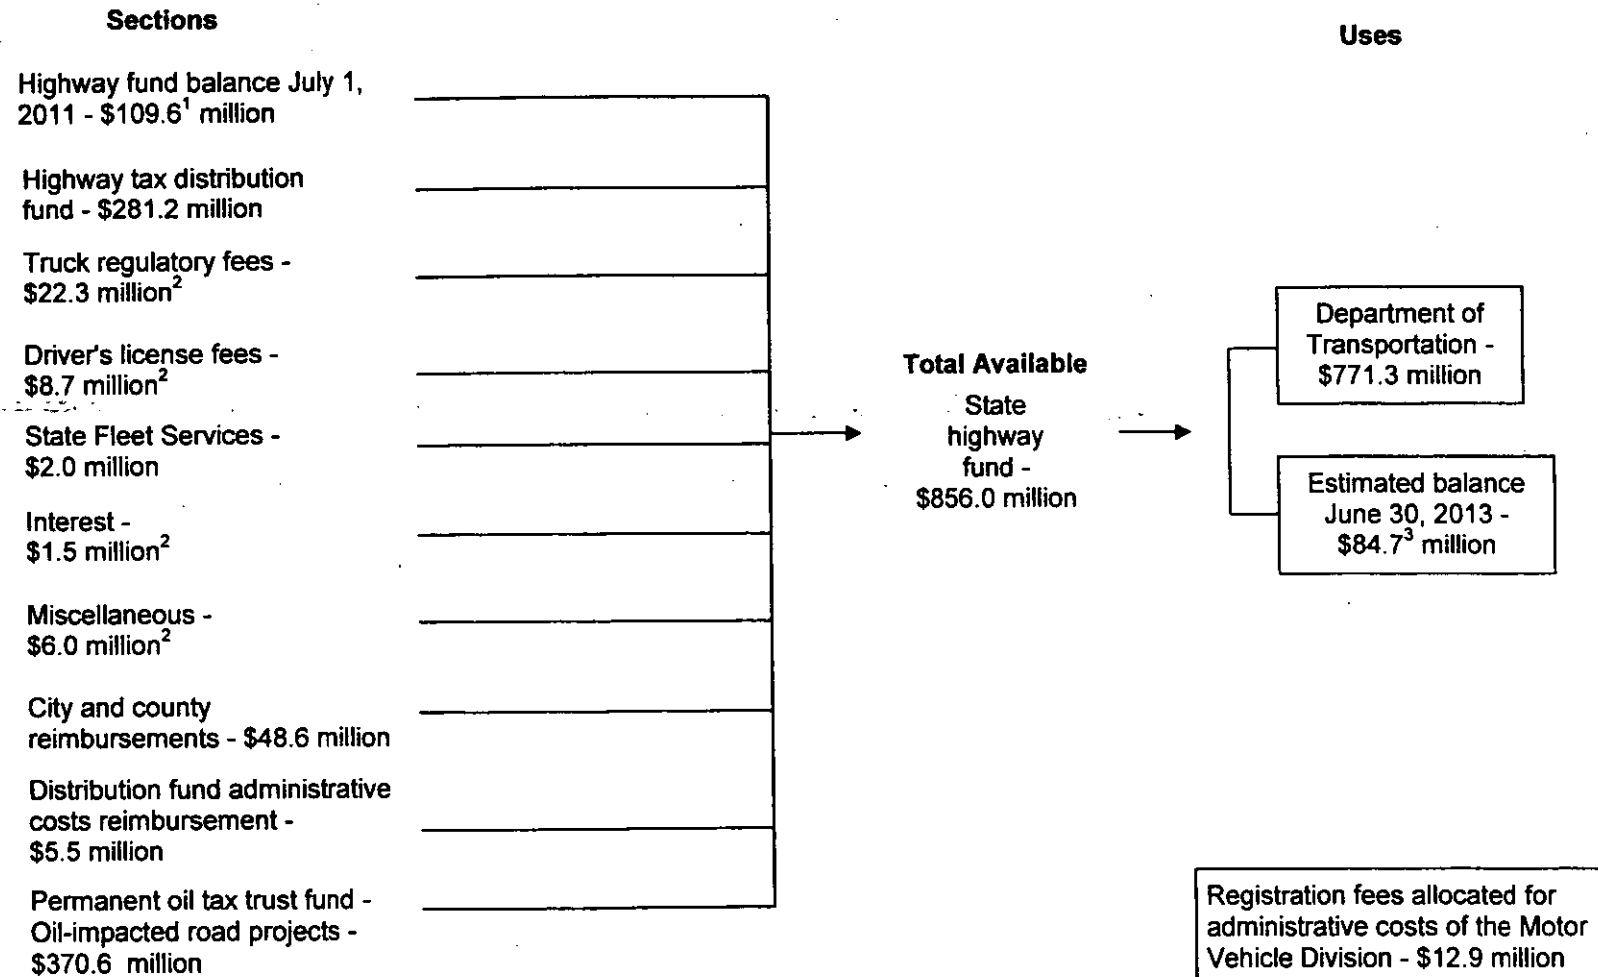 Sections
Highway fund balance July 1,
2011 - $109.6¹ million
Highway tax distribution
fund - $281.2 million
Truck regulatory fees -
$22.3 million²
Driver's license fees -
$8.7 million²
State Fleet Services -
$2.0 million
Interest -
$1.5 million²
Miscellaneous -
$6.0 million²
City and county
reimbursements - $48.6 million
Distribution fund administrative
costs reimbursement -
$5.5 million
Permanent oil tax trust fund -
Oil-impacted road projects -
$370.6 million
Total Available
State
highway
fund -
$856.0 million
Uses
Department of
Transportation -
$771.3 million
Estimated balance
June 30, 2013 -
$84.7³ million
Registration fees allocated for
administrative costs of the Motor
Vehicle Division - $12.9 million